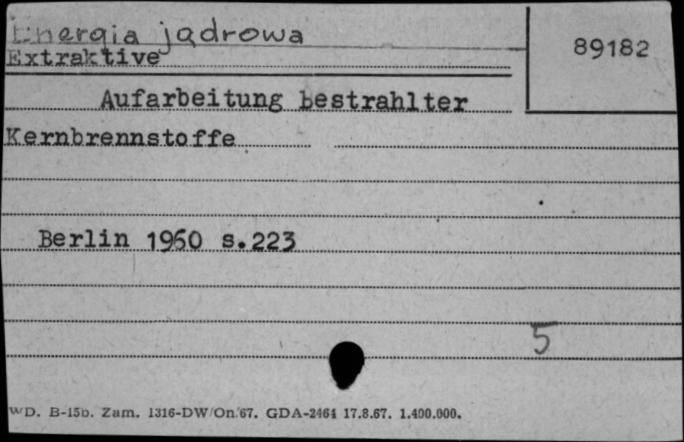 Energia jądrowa
89182
Extraktive
Aufarbeitung bestrahlter
Kernbrennstoffe
Berlin 1960 s.223
5
WD. B-15b. Zam. 1316-DW/On/67. GDA-2461 17.8.67. 1.400.000.